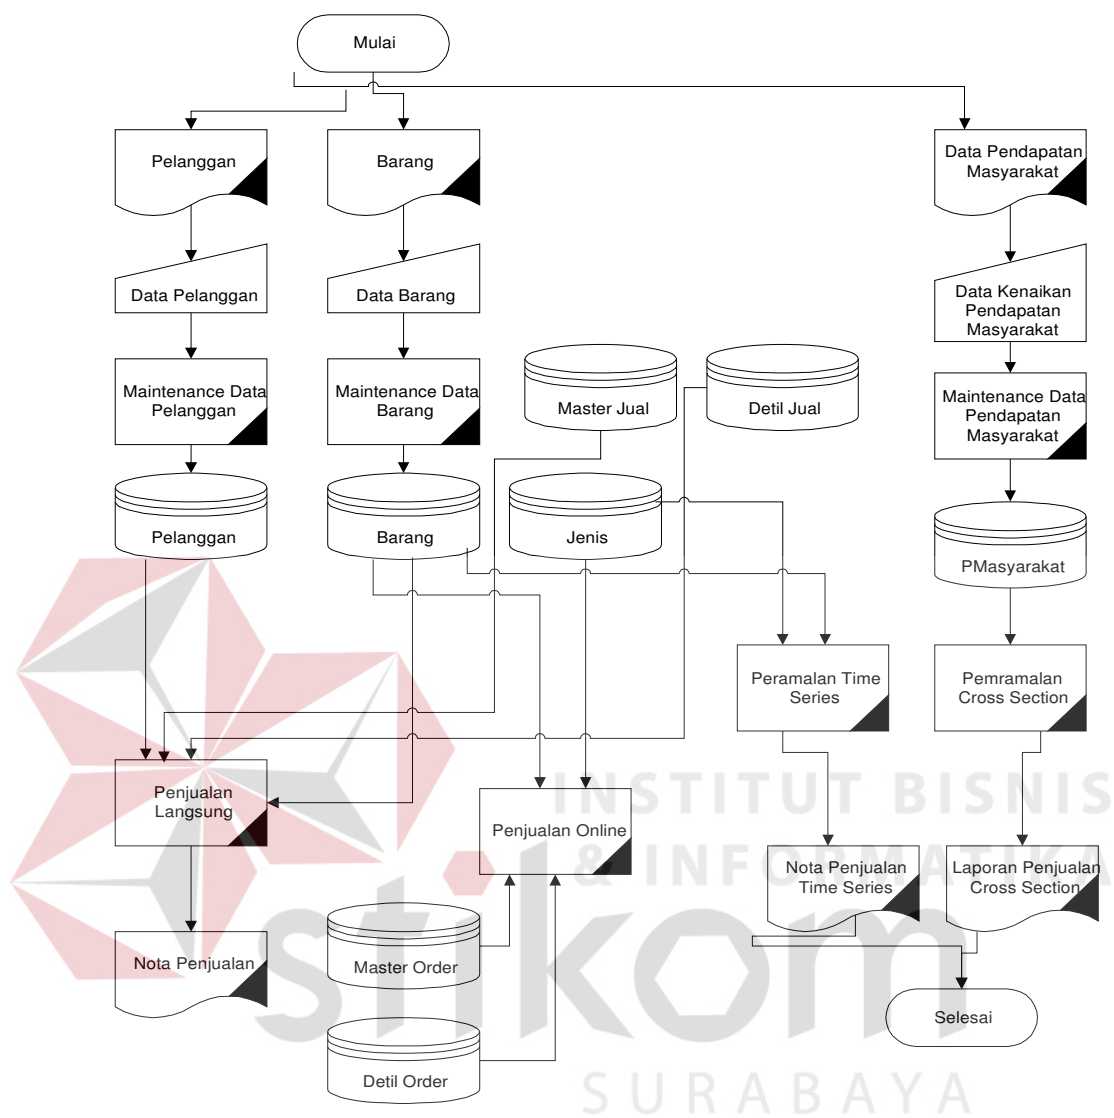 Mulai
Pelanggan
Barang
Data Pendapatan
Masyarakat
Data Pelanggan
Data Barang
Data Kenaikan
Pendapatan
Masyarakat
Maintenance Data
Pelanggan
Maintenance Data
Barang
Master Jual
Detil Jual
Maintenance Data
Pendapatan
Masyarakat
Pelanggan
Barang
Jenis
PMasyarakat
Peramalan Time
Series
Pemramalan
Cross Section
Penjualan
Langsung
Penjualan Online
Nota Penjualan
Time Series
Laporan Penjualan
Cross Section
Nota Penjualan
Master Order
Selesai
Detil Order
INSTITUT BISNIS
& INFORMATIKA
stikom
SURABAYA